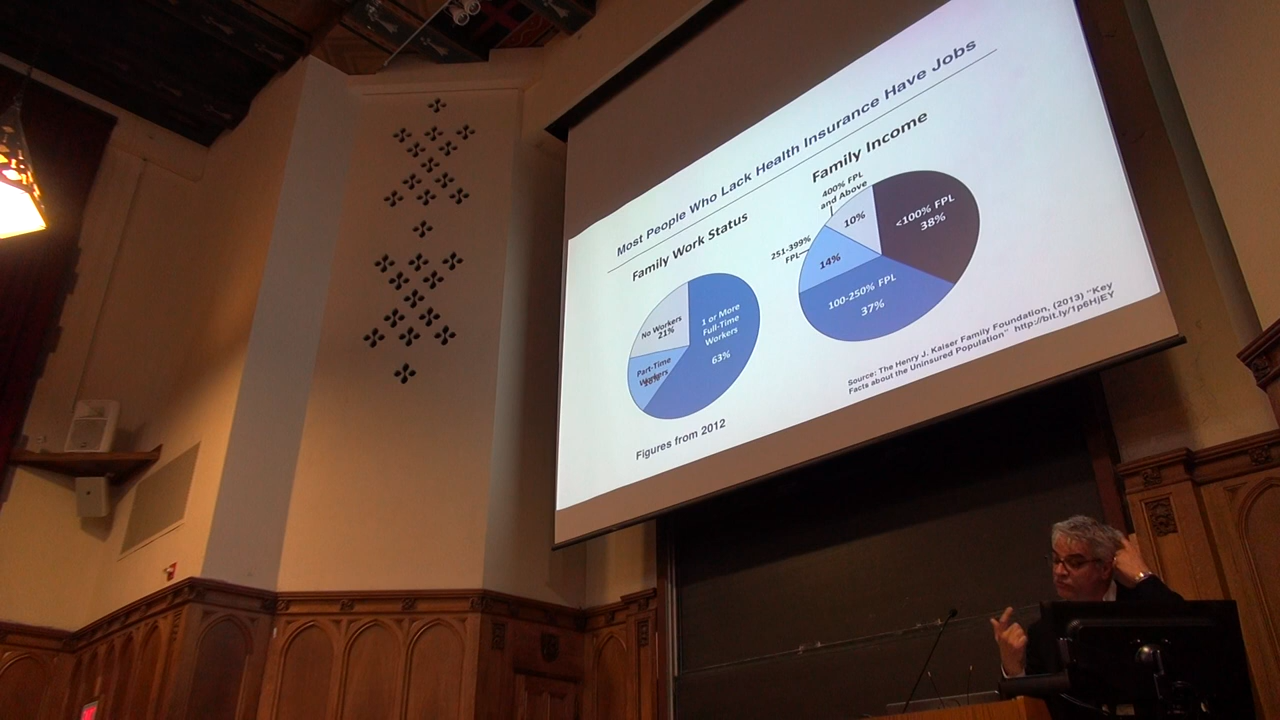 Most People Who Lack Health Insurance Have Jobs
Family Work Status
No Workers
21%
1 or More
Full-Time
Workers
63%
Part-Time
Workers
16%
Figures from 2012
Family Income
400% FPL
and Above
10%
<100% FPL
38%
251-399%
FPL
14%
100-250% FPL
37%
Source: The Henry J. Kaiser Family Foundation, (2013) "Key
Facts about the Uninsured Population" http://bit.ly/1p6HjEY